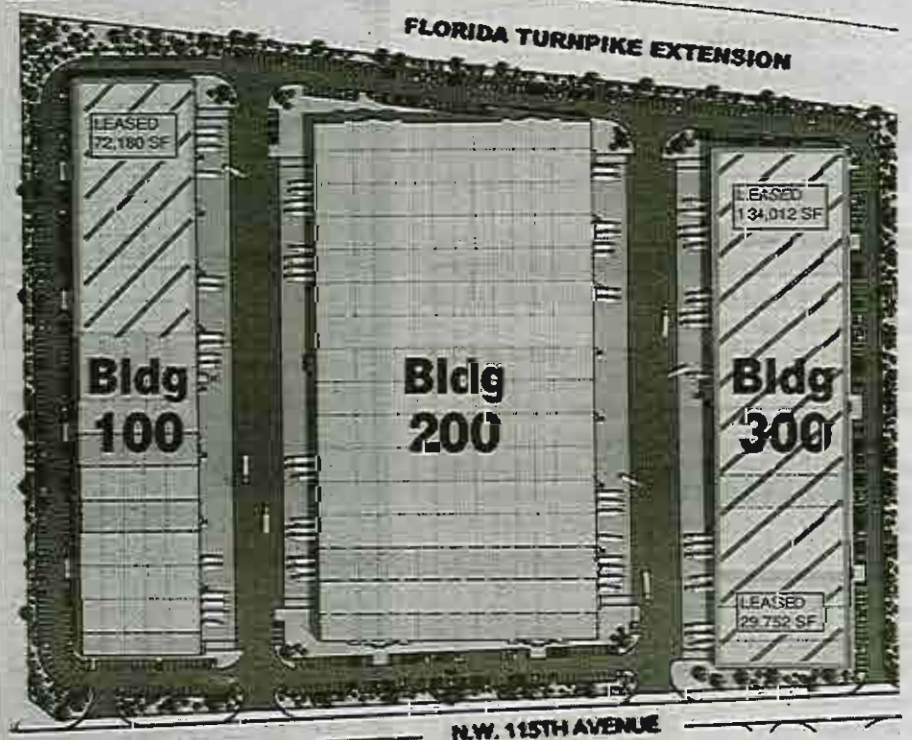 FLORIDA TURNPIKE EXTENSION
LEASED
72,180 SF
LEASED
134,012 SF
Bldg
100
Bldg
200
Bldg
300
LEASED
29,752 SF
N.W. 115TH AVENUE